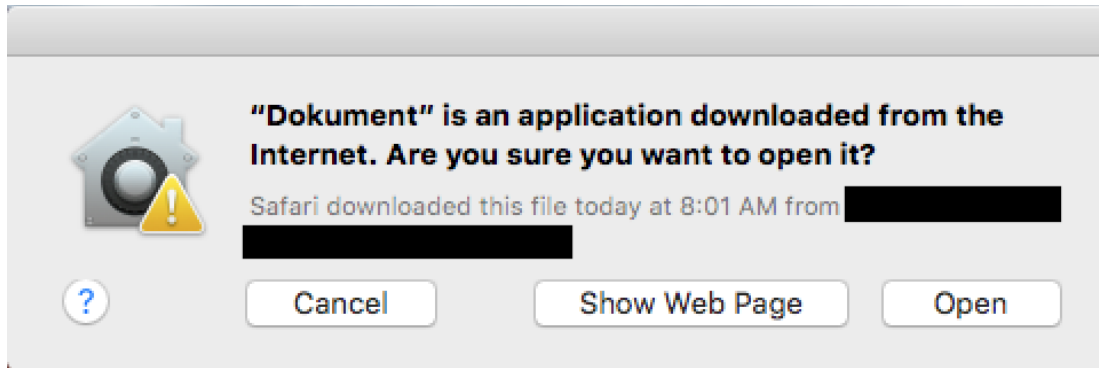 “Dokument” is an application downloaded from the
Internet. Are you sure you want to open it?
Safari downloaded this file today at 8:01 AM from
?
Cancel
Show Web Page
Open